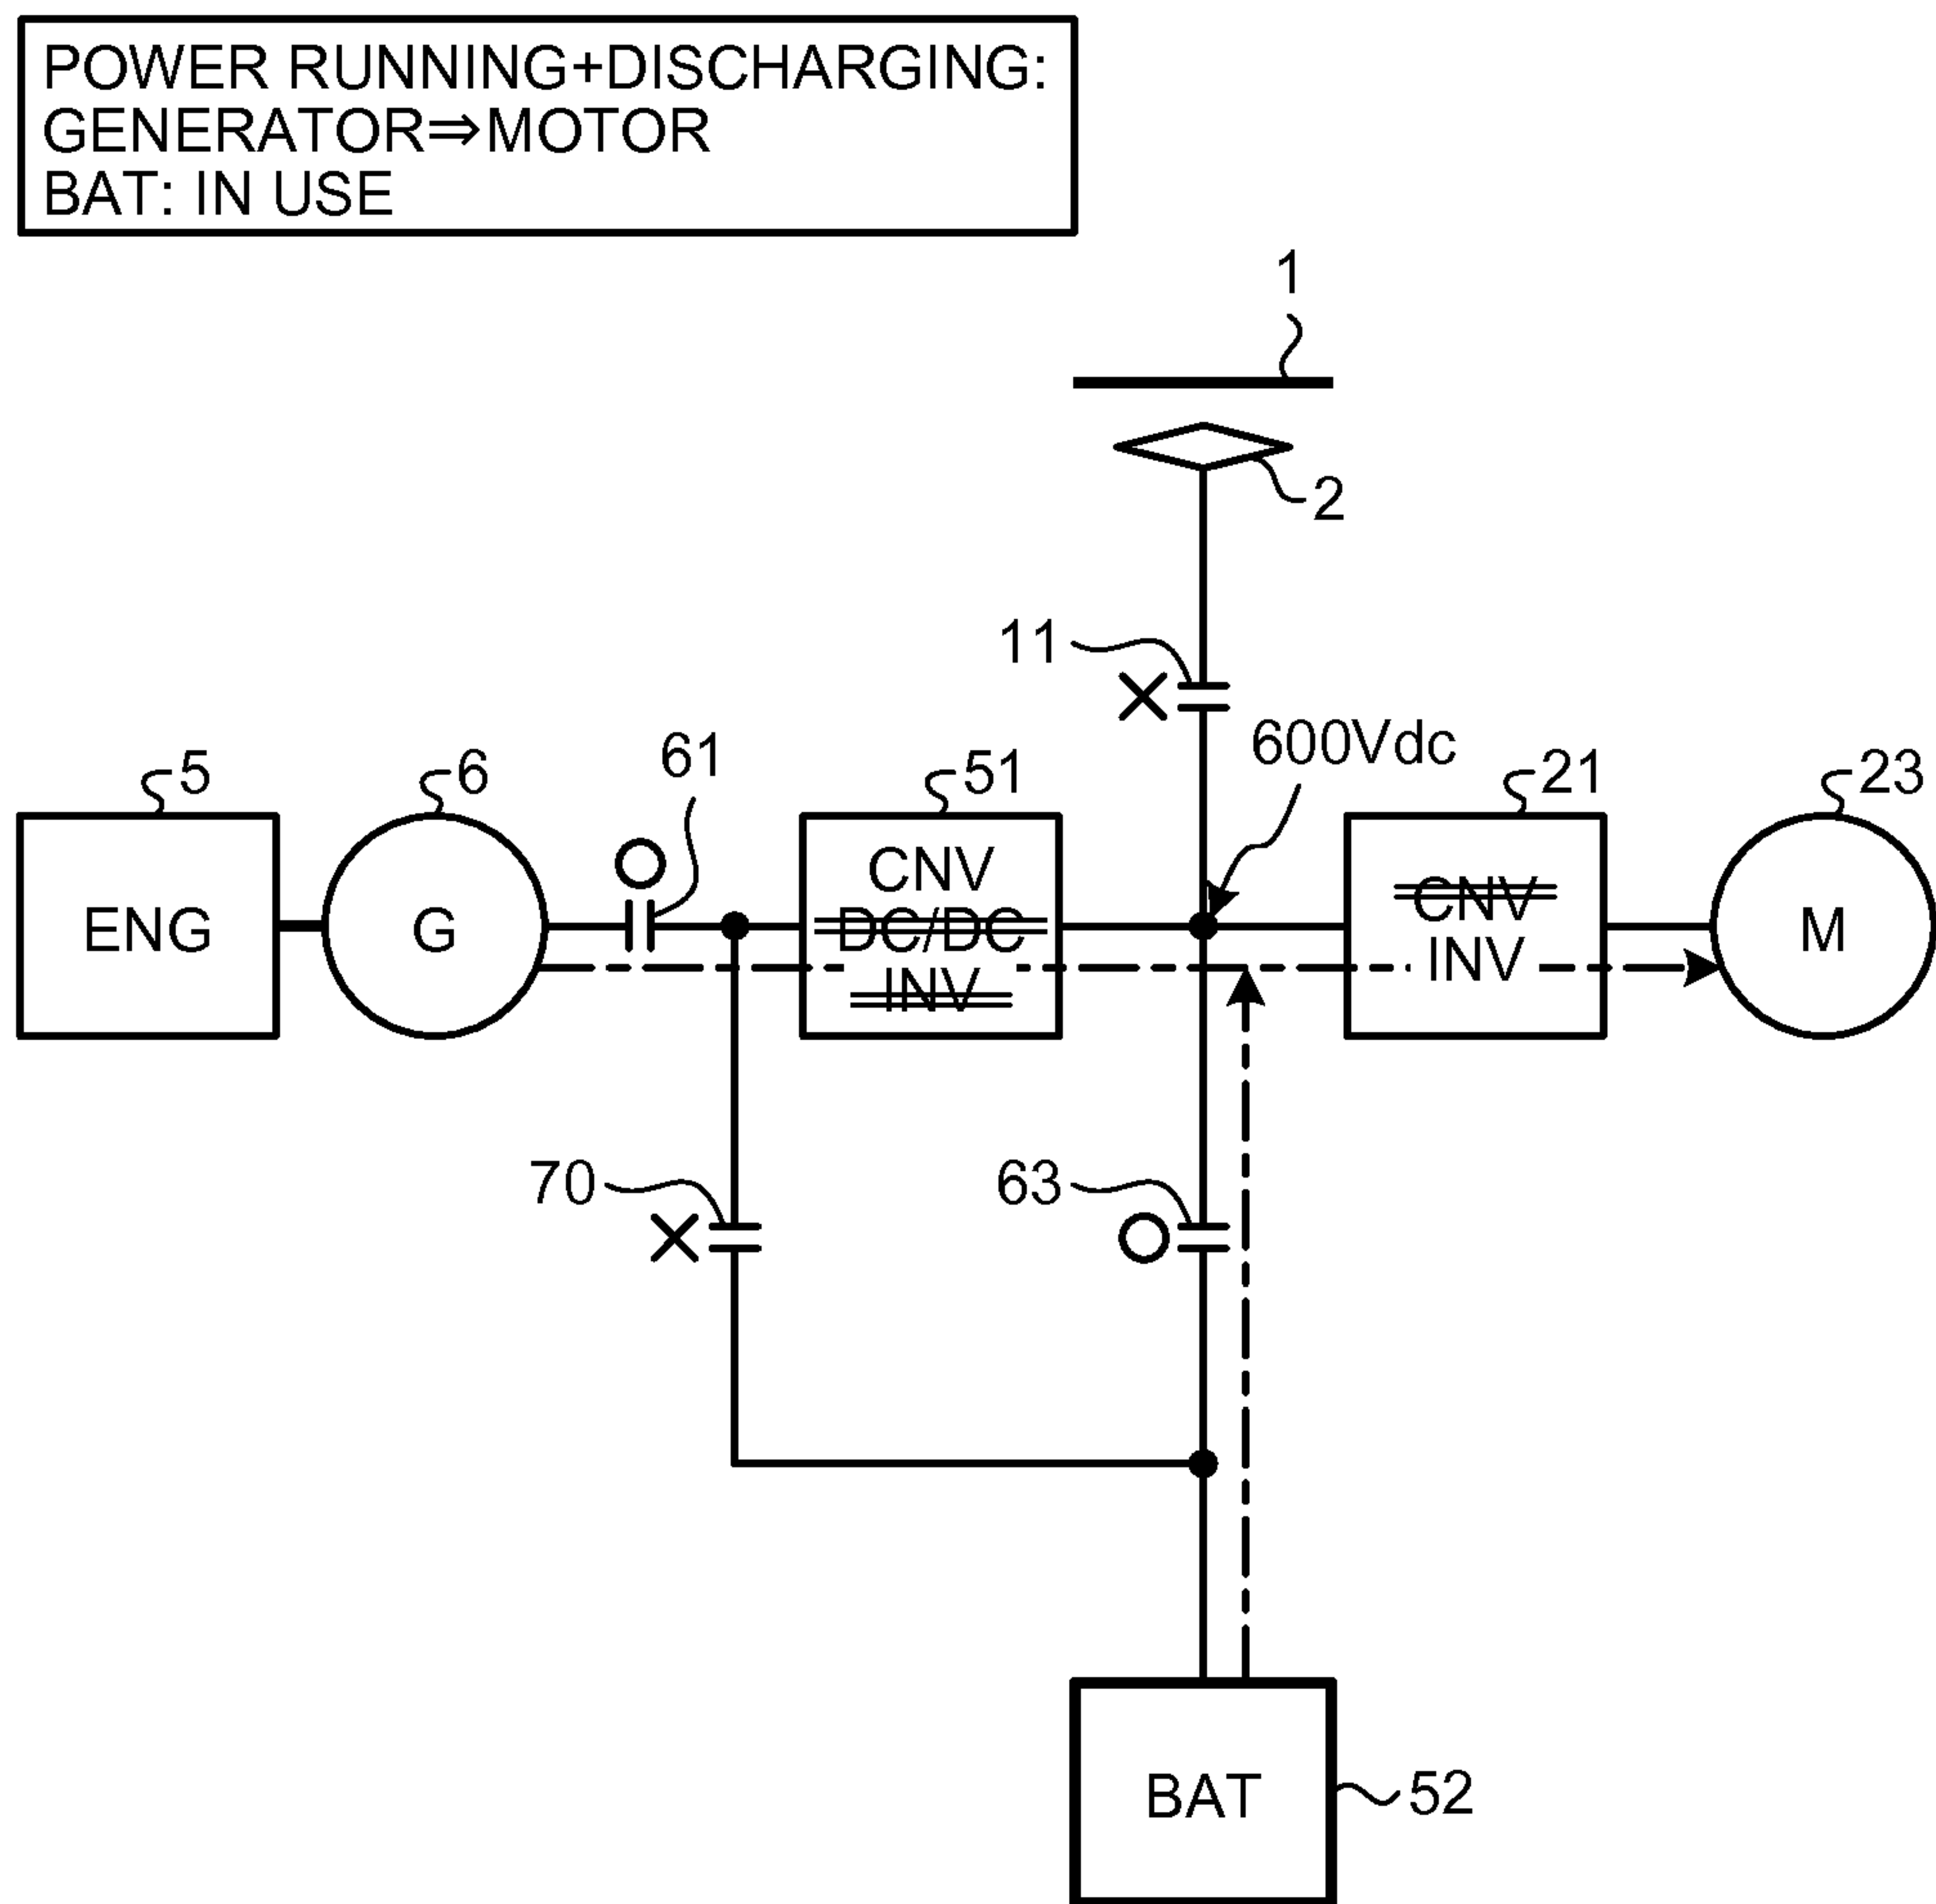 POWER RUNNING+DISCHARGING:
GENERATOR⇒MOTOR
BAT: IN USE
1
2
11
600Vdc
5
6
61
51
21
23
ENG
G
CNV
DC/DC
INV
CNV
INV
M
70
63
BAT
52